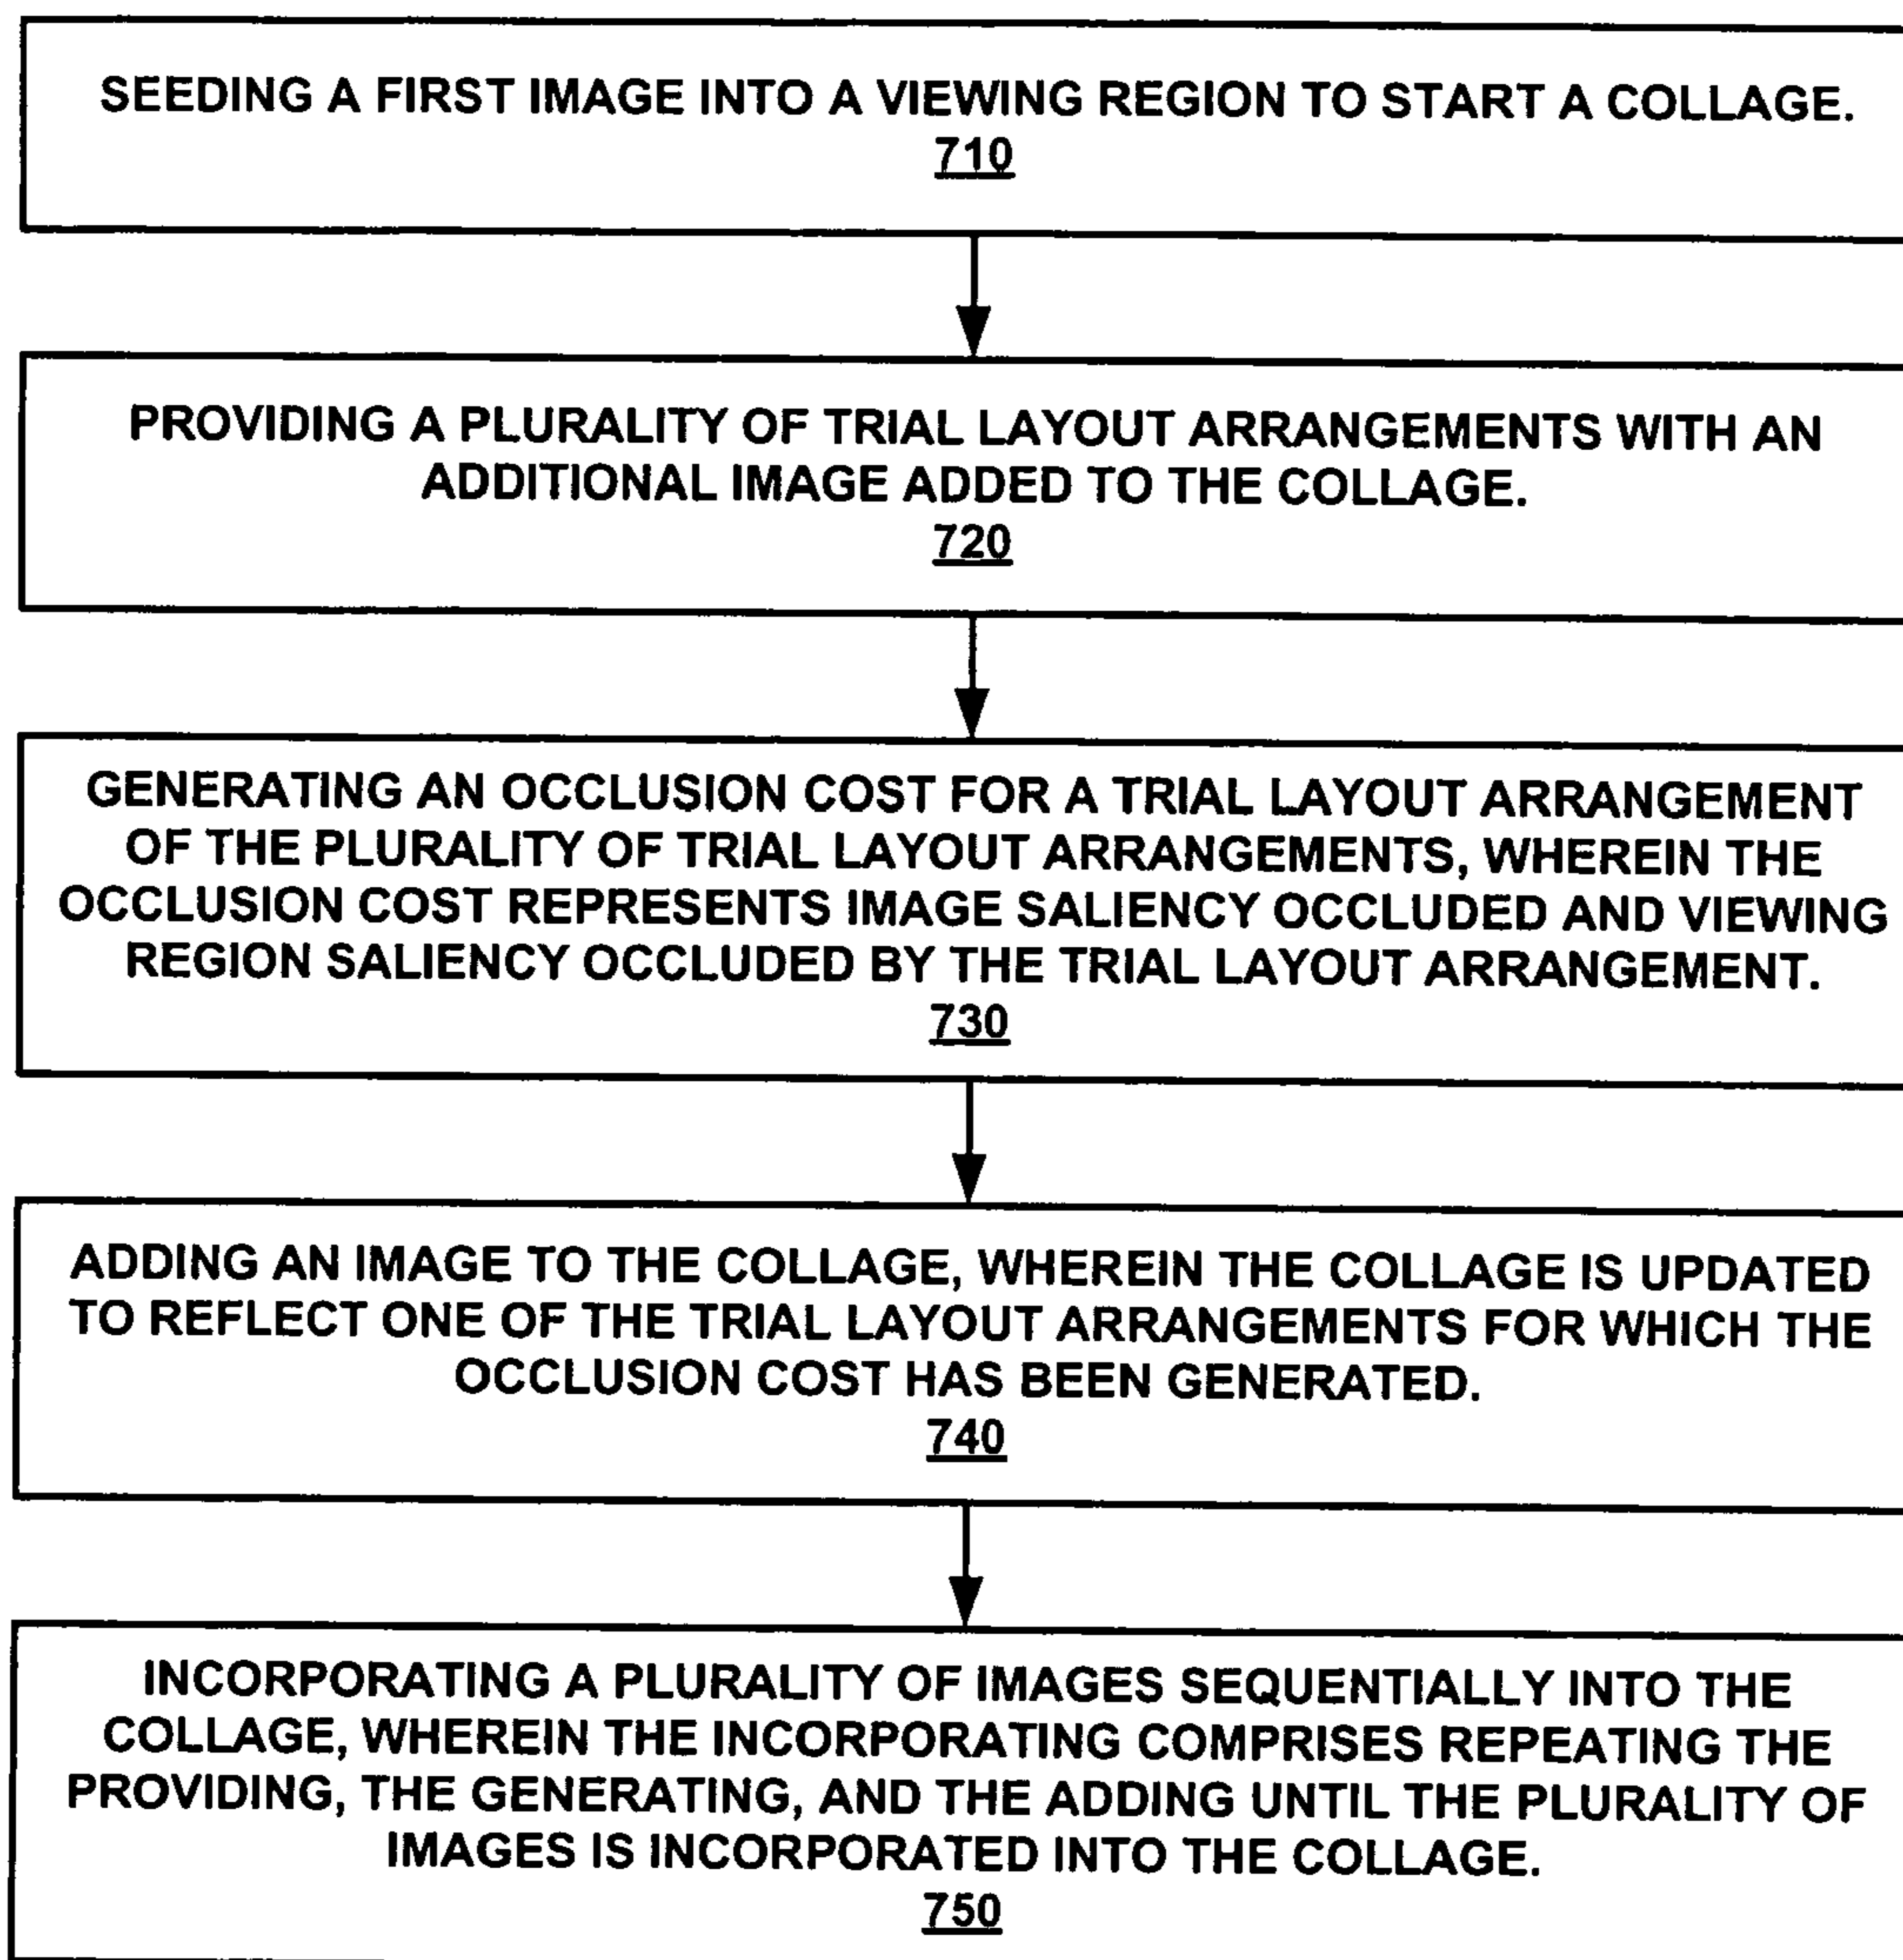 SEEDING A FIRST IMAGE INTO A VIEWING REGION TO START A COLLAGE.
710
PROVIDING A PLURALITY OF TRIAL LAYOUT ARRANGEMENTS WITH AN
ADDITIONAL IMAGE ADDED TO THE COLLAGE.
720
GENERATING AN OCCLUSION COST FOR A TRIAL LAYOUT ARRANGEMENT
OF THE PLURALITY OF TRIAL LAYOUT ARRANGEMENTS, WHEREIN THE
OCCLUSION COST REPRESENTS IMAGE SALIENCY OCCLUDED AND VIEWING
REGION SALIENCY OCCLUDED BY THE TRIAL LAYOUT ARRANGEMENT.
730
ADDING AN IMAGE TO THE COLLAGE, WHEREIN THE COLLAGE IS UPDATED
TO REFLECT ONE OF THE TRIAL LAYOUT ARRANGEMENTS FOR WHICH THE
OCCLUSION COST HAS BEEN GENERATED.
740
INCORPORATING A PLURALITY OF IMAGES SEQUENTIALLY INTO THE
COLLAGE, WHEREIN THE INCORPORATING COMPRISES REPEATING THE
PROVIDING, THE GENERATING, AND THE ADDING UNTIL THE PLURALITY OF
IMAGES IS INCORPORATED INTO THE COLLAGE.
750